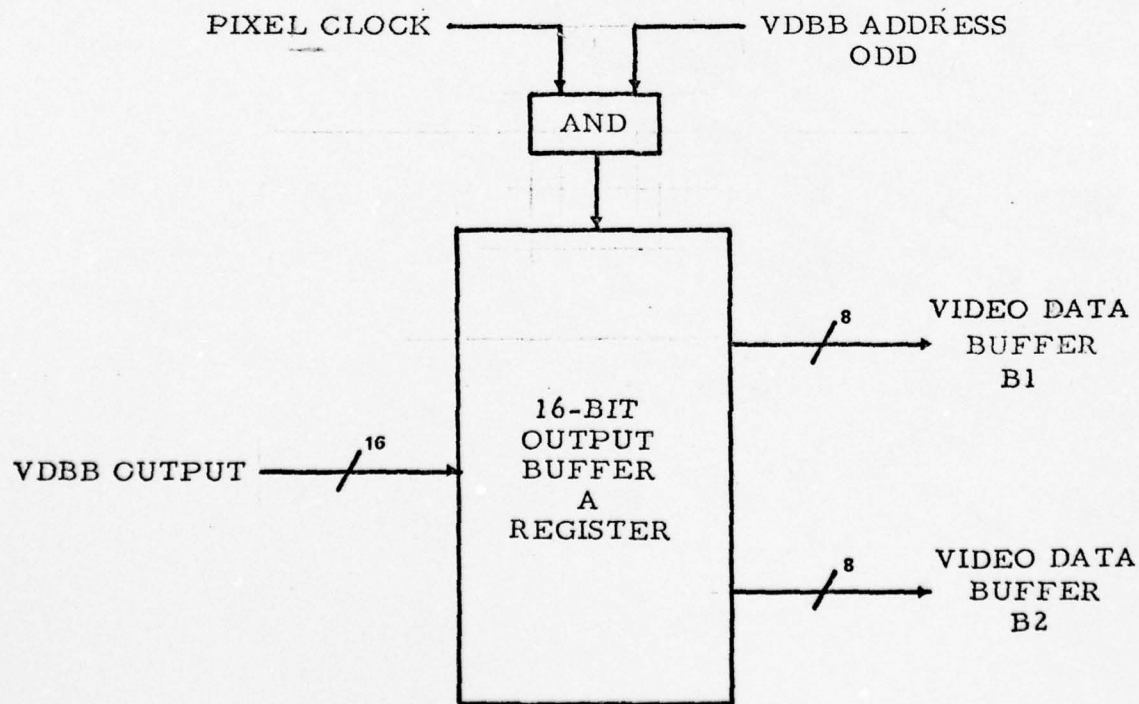 PIXEL CLOCK
VDBB ADDRESS
ODD
AND
8
VIDEO DATA
BUFFER
B1
16-BIT
OUTPUT
BUFFER
A
REGISTER
VDBB OUTPUT
16
8
VIDEO DATA
BUFFER
B2